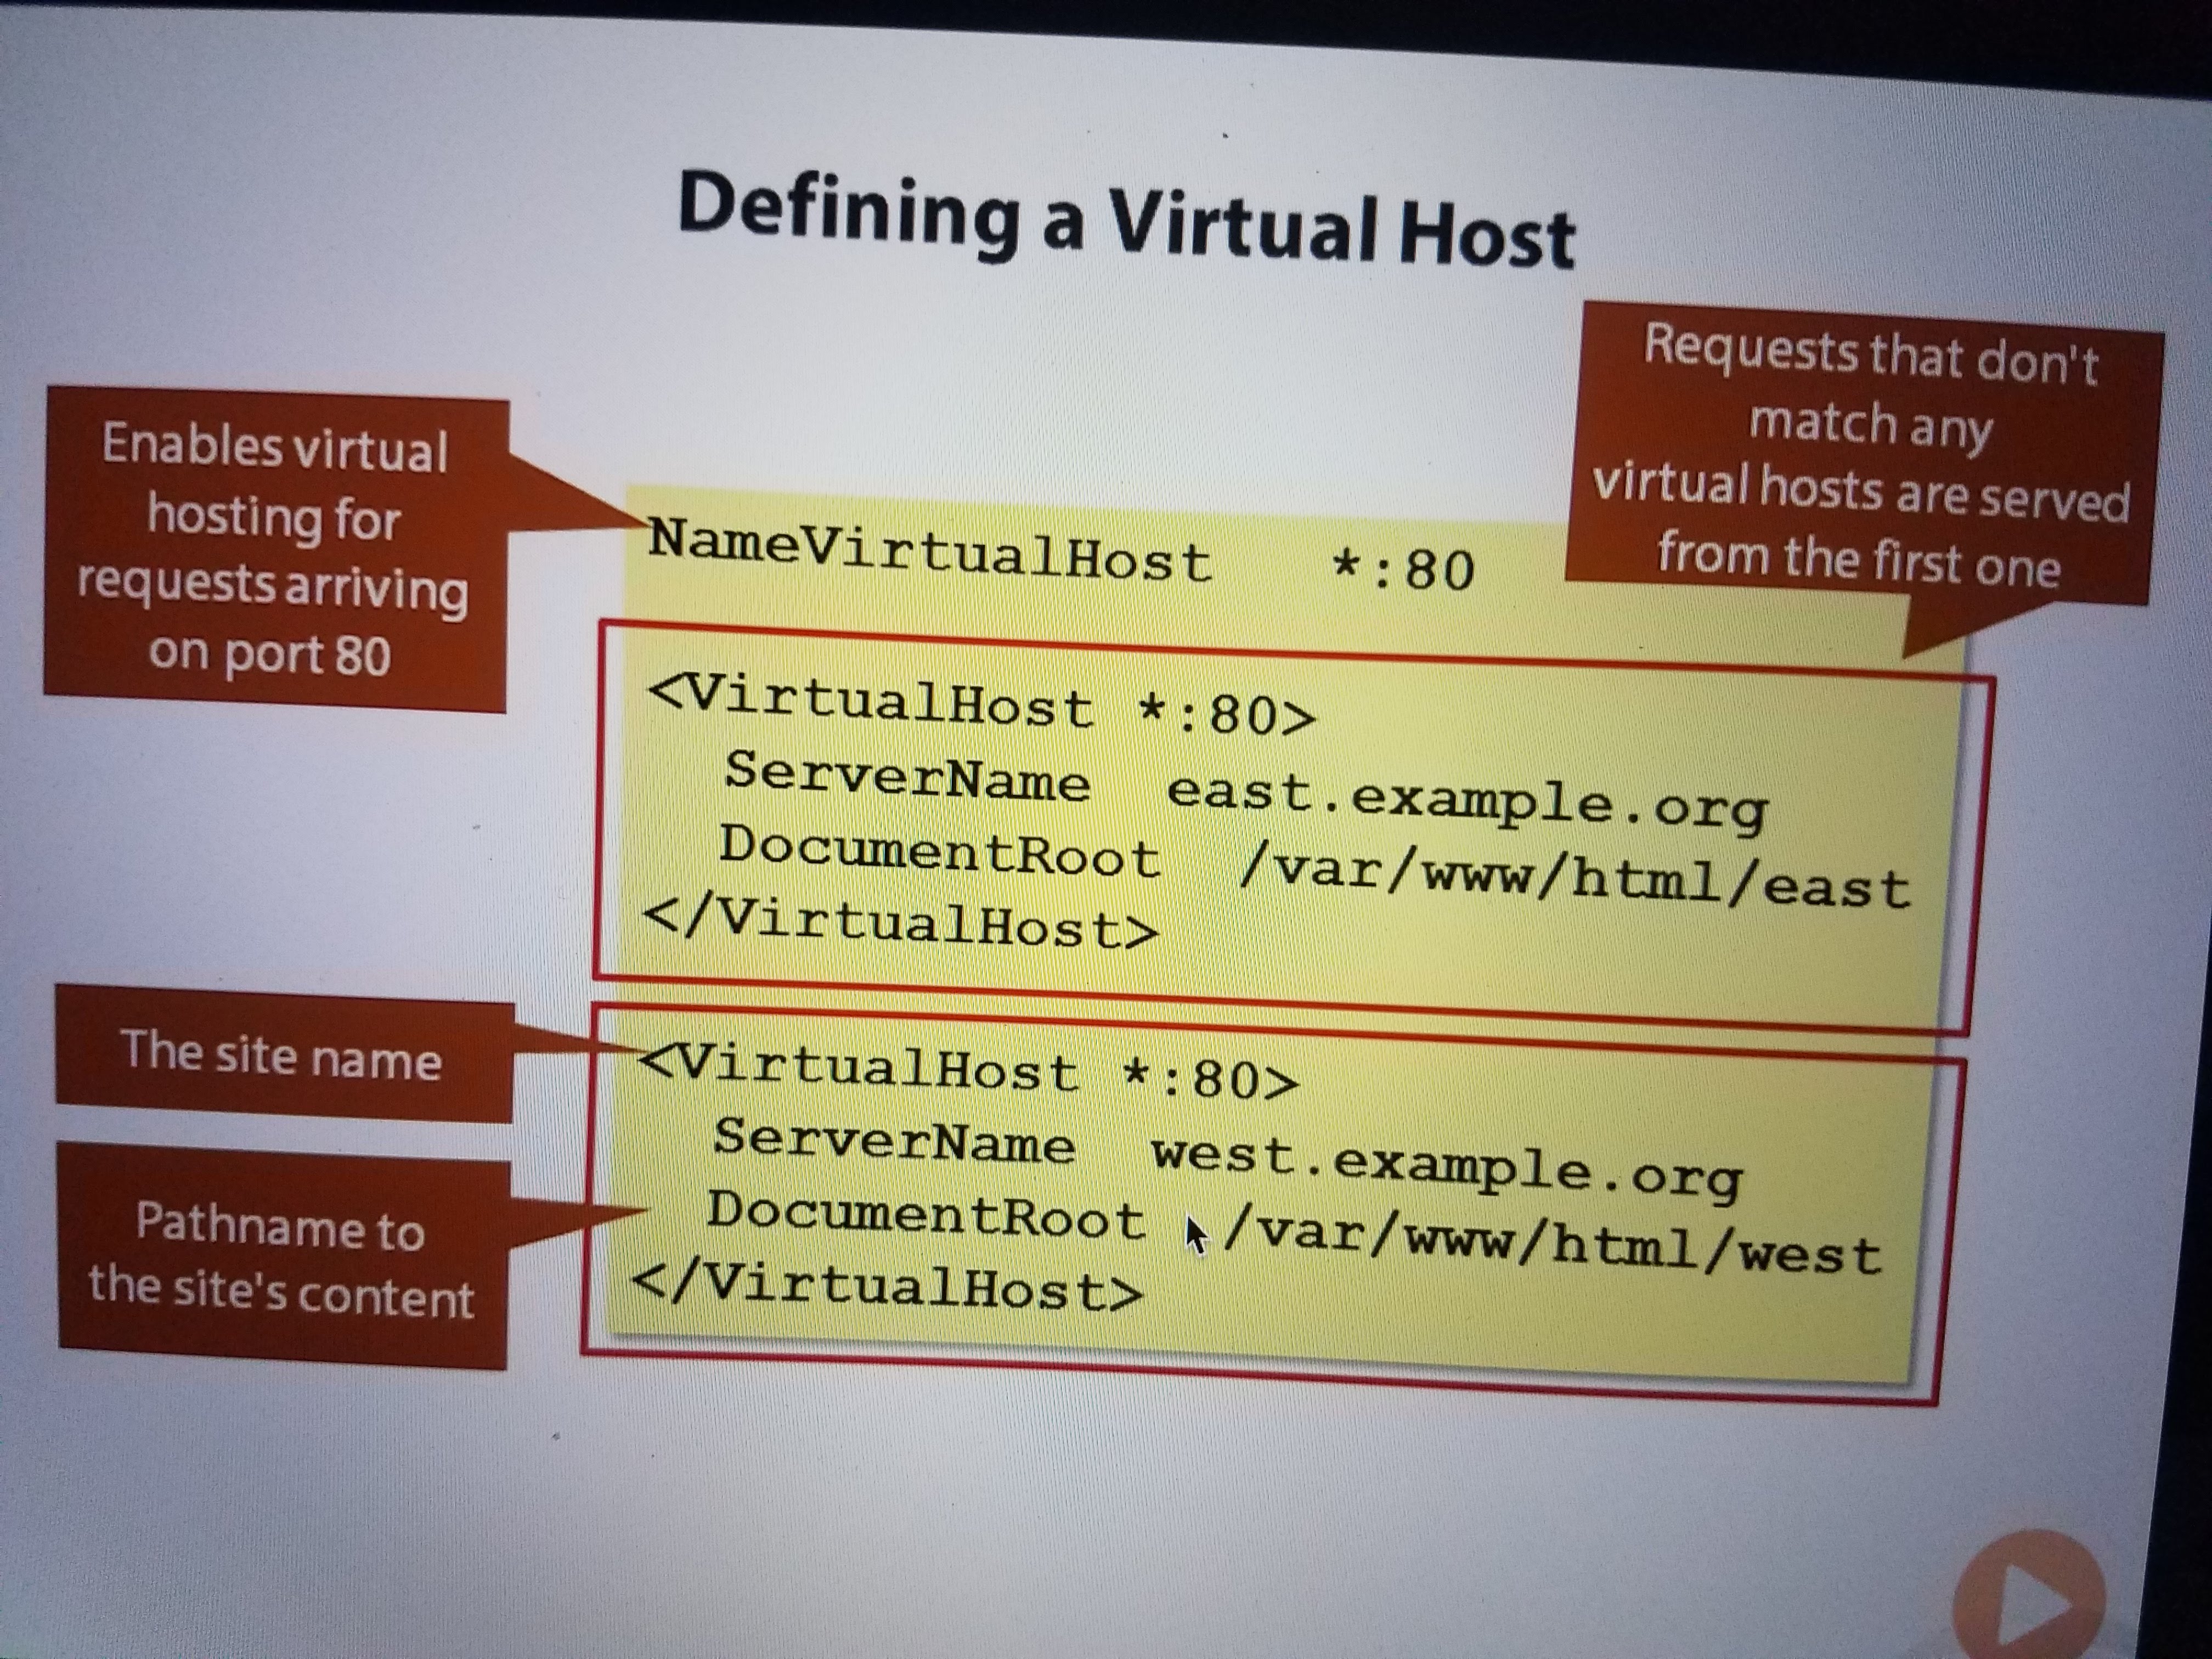 Defining a Virtual Host
Requests that don't
match any
virtual hosts are served
from the first one
Enables virtual
hosting for
requests arriving
on port 80
NameVirtualHost *:80
<VirtualHost *:80>
ServerName east.example.org
DocumentRoot /var/www/html/east
</VirtualHost>
The site name
<VirtualHost *:80>
ServerName west.example.org
Pathname to
the site's content
DocumentRoot /var/www/html/west
</VirtualHost>